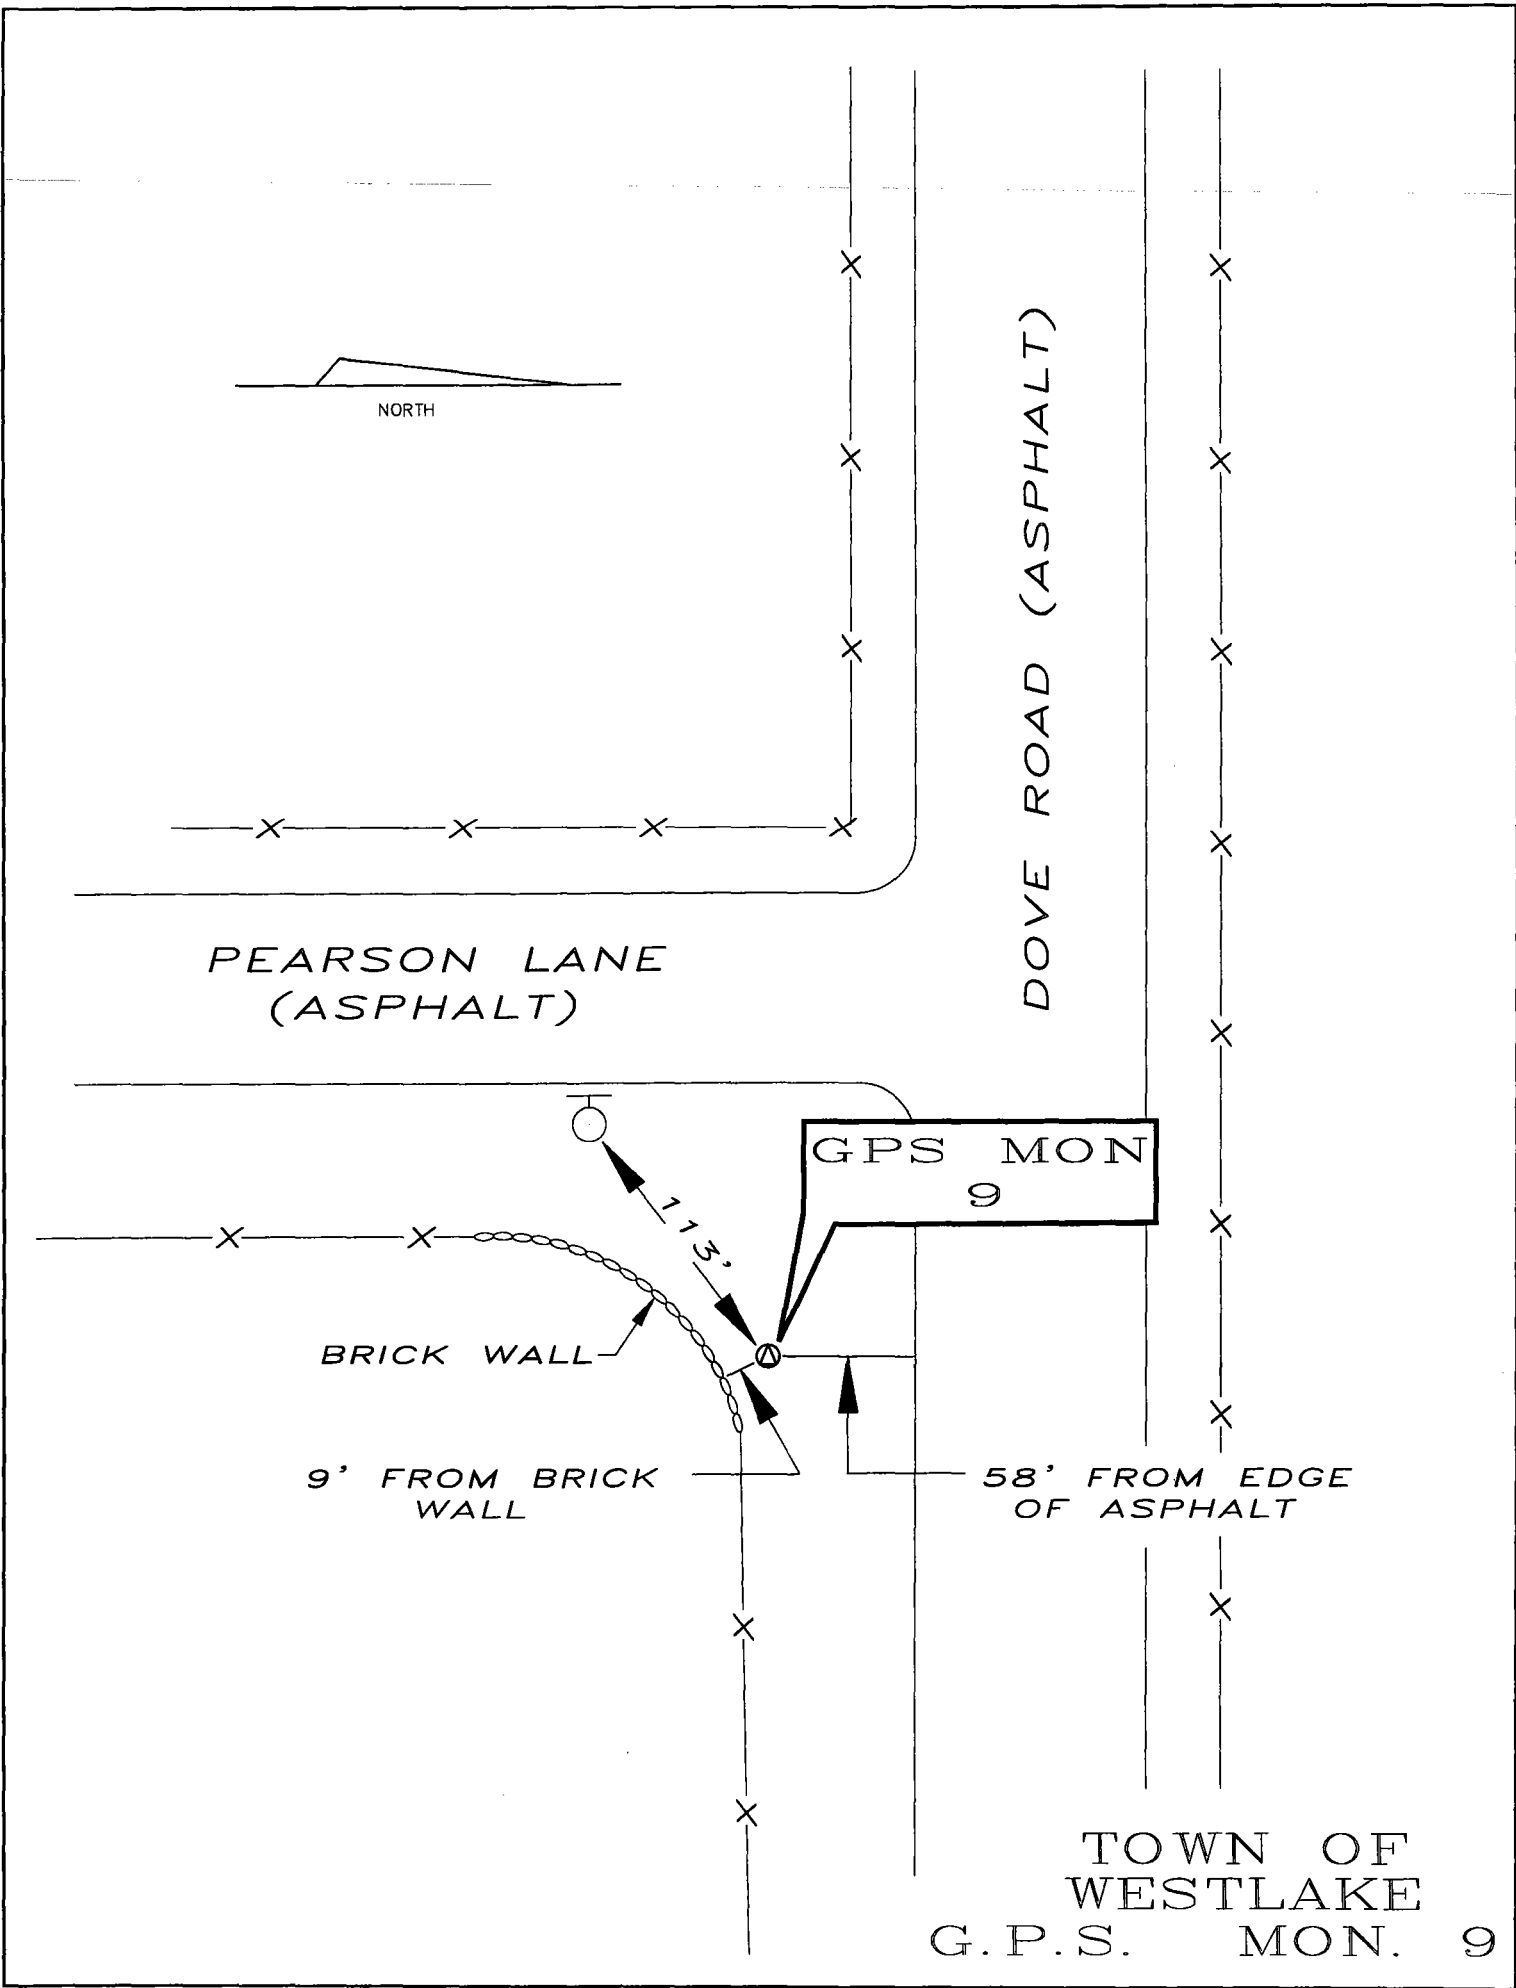 NORTH
DOVE ROAD (ASPHALT)
PEARSON LANE
(ASPHALT)
GPS MON
9
113'
BRICK WALL
9' FROM BRICK
WALL
58' FROM EDGE
OF ASPHALT
TOWN OF
WESTLAKE
G.P.S. MON. 9